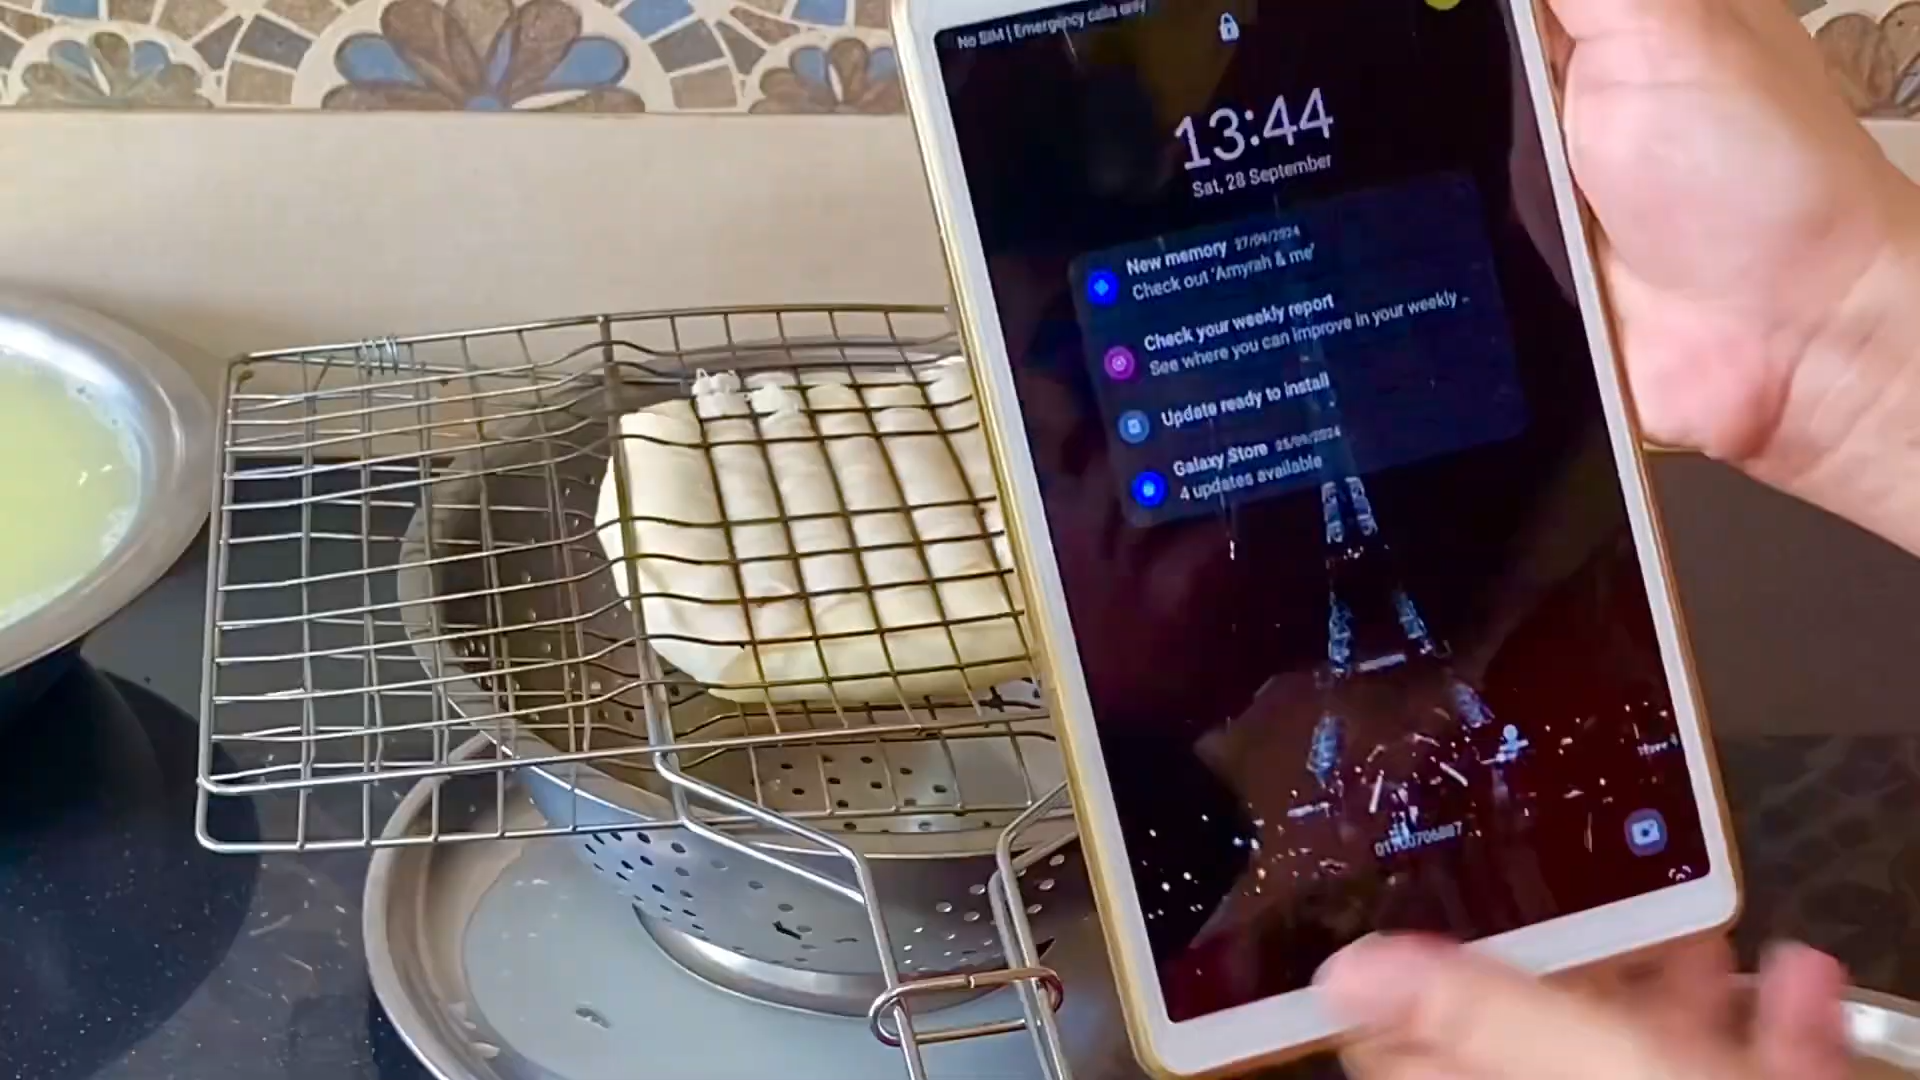 No SIM | Emergency calls only
13:44
Sat, 28 September
New memory 27/09/2024
Check out 'Amyrah & me'
Check your weekly report
See where you can improve in your weekly
Update ready to install
Galaxy Store 25/09/2024
4 updates available